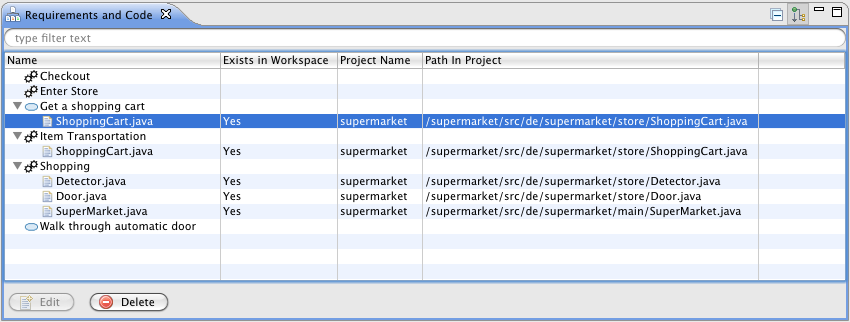 Requirements and Code
type filter text
Name Exists in Workspace Project Name Path In Project
Checkout
Enter Store
Get a shopping cart
ShoppingCart.java Yes supermarket /supermarket/src/de/supermarket/store/ShoppingCart.java
Item Transportation
ShoppingCart.java Yes supermarket /supermarket/src/de/supermarket/store/ShoppingCart.java
Shopping
Detector.java Yes supermarket /supermarket/src/de/supermarket/store/Detector.java
Door.java Yes supermarket /supermarket/src/de/supermarket/store/Door.java
SuperMarket.java Yes supermarket /supermarket/src/de/supermarket/main/SuperMarket.java
Walk through automatic door
Edit Delete